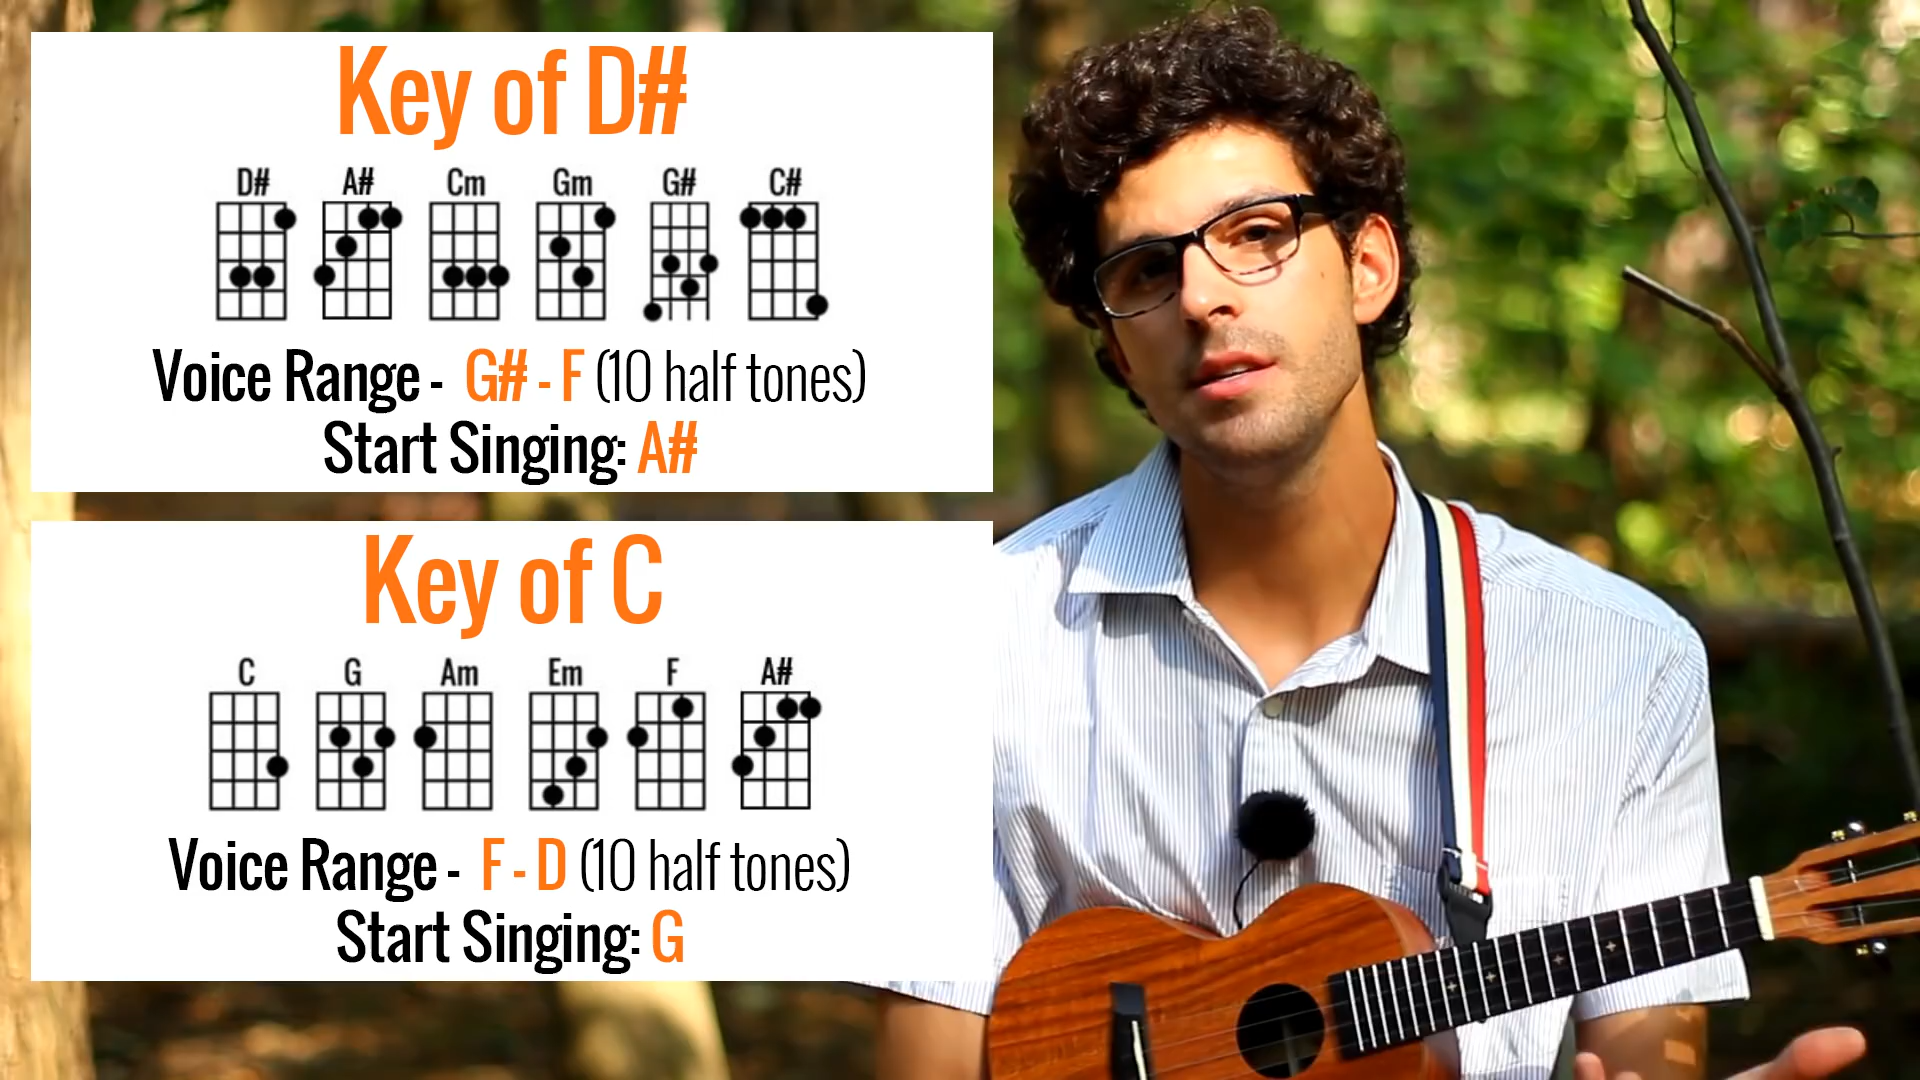 Key of D#
D# A# Cm Gm G# C#
Voice Range - G# - F (10 half tones)
Start Singing: A#
Key of C
C G Am Em F A#
Voice Range - F - D (10 half tones)
Start Singing: G